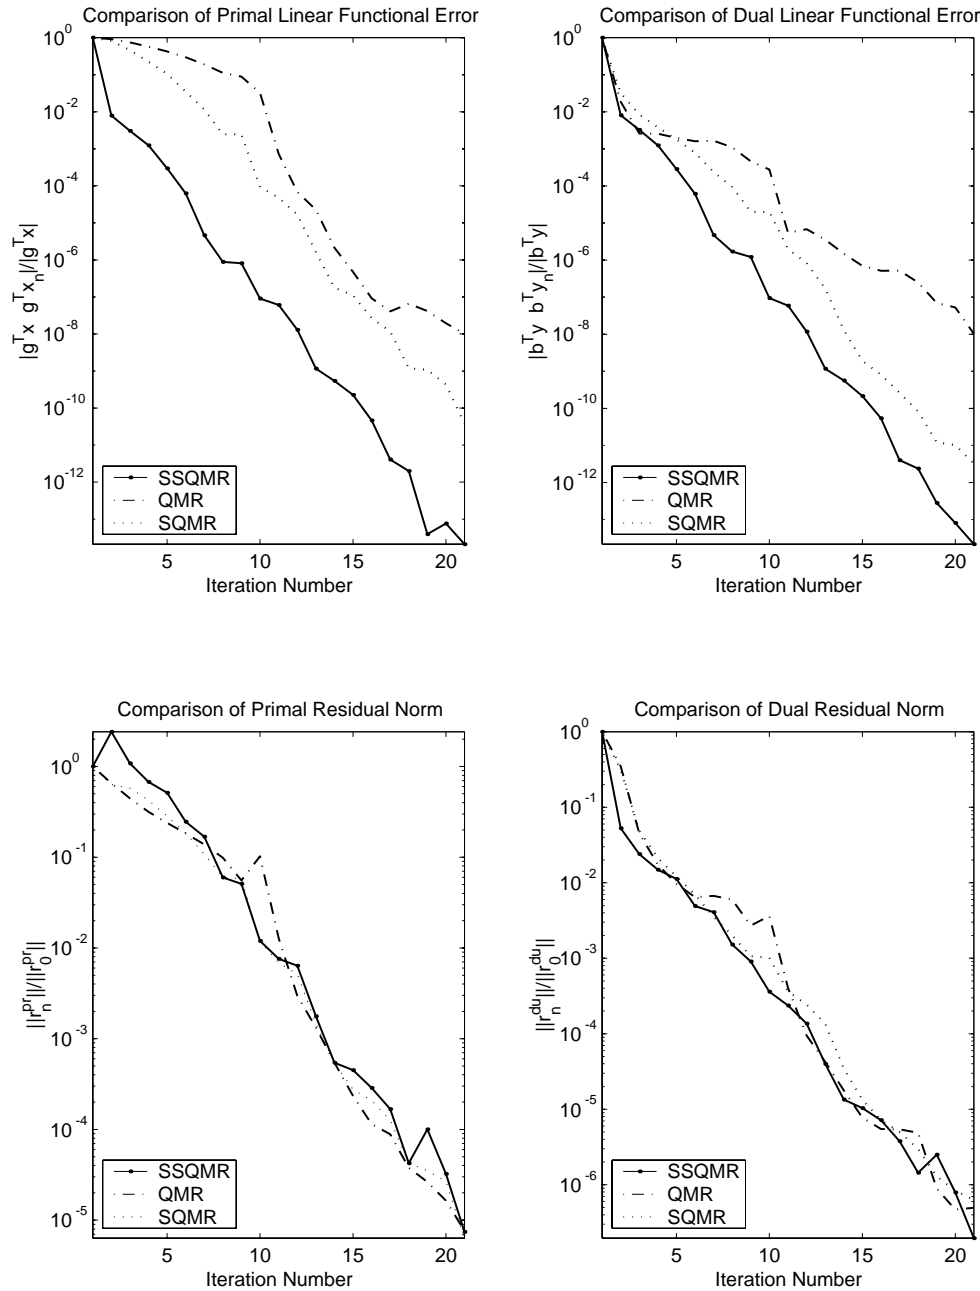 Comparison of Primal Linear Functional Error
10^0
10^-2
10^-4
10^-6
10^-8
10^-10
10^-12
|g^T x  g^T x_n|/|g^T x|
SSQMR
QMR
SQMR
5 10 15 20
Iteration Number
Comparison of Dual Linear Functional Error
10^0
10^-2
10^-4
10^-6
10^-8
10^-10
10^-12
|b^T y  b^T y_n|/|b^T y|
SSQMR
QMR
SQMR
5 10 15 20
Iteration Number
Comparison of Primal Residual Norm
10^0
10^-1
10^-2
10^-3
10^-4
10^-5
||r_n^pr||/||r_0^pr||
SSQMR
QMR
SQMR
5 10 15 20
Iteration Number
Comparison of Dual Residual Norm
10^0
10^-1
10^-2
10^-3
10^-4
10^-5
10^-6
||r_n^du||/||r_0^du||
SSQMR
QMR
SQMR
5 10 15 20
Iteration Number